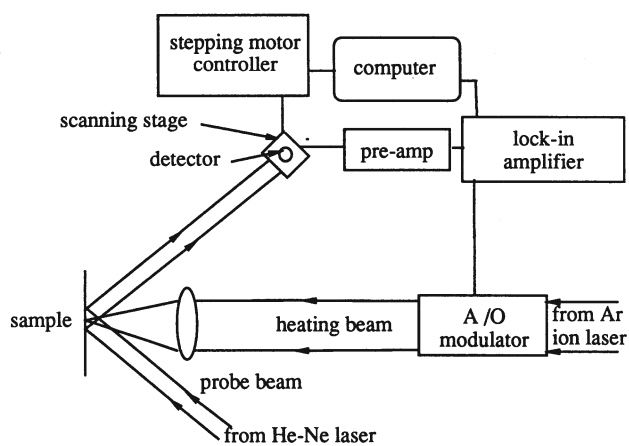 stepping motor
controller
computer
scanning stage
detector
pre-amp
lock-in
amplifier
sample
heating beam
A /O
modulator
from Ar
ion laser
probe beam
from He-Ne laser